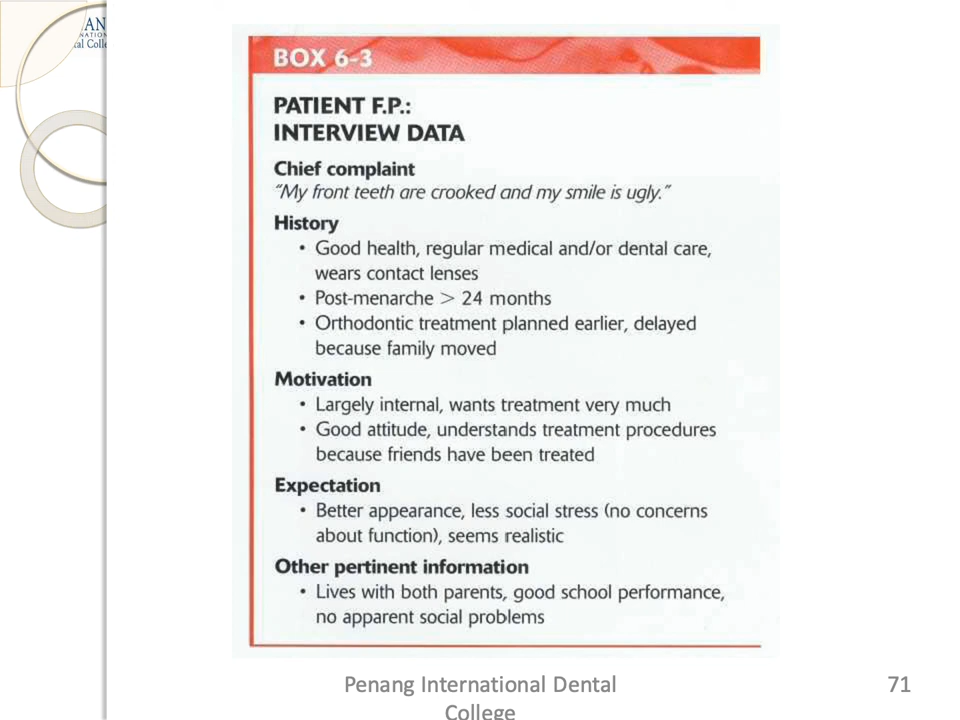 AN
NATION
al Colle
BOX 6-3
PATIENT F.P.:
INTERVIEW DATA
Chief complaint
"My front teeth are crooked and my smile is ugly."
History
• Good health, regular medical and/or dental care,
wears contact lenses
• Post-menarche > 24 months
• Orthodontic treatment planned earlier, delayed
because family moved
Motivation
• Largely internal, wants treatment very much
• Good attitude, understands treatment procedures
because friends have been treated
Expectation
• Better appearance, less social stress (no concerns
about function), seems realistic
Other pertinent information
• Lives with both parents, good school performance,
no apparent social problems
Penang International Dental
College
71